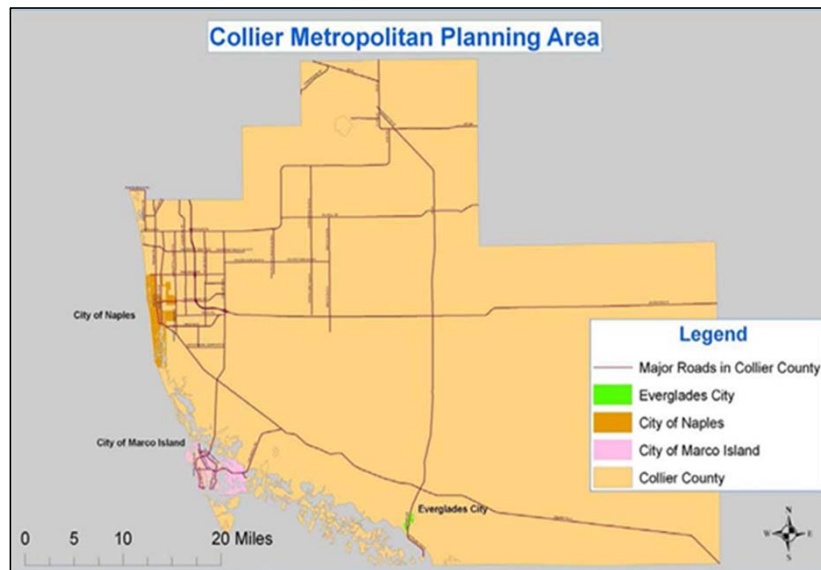 Collier Metropolitan Planning Area
City of Naples
City of Marco Island
Everglades City
Legend
Major Roads in Collier County
Everglades City
City of Naples
City of Marco Island
Collier County
0 5 10 20 Miles
N
W E
S